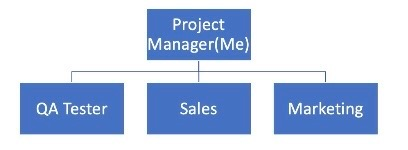 Project
Manager(Me)
QA Tester
Sales
Marketing